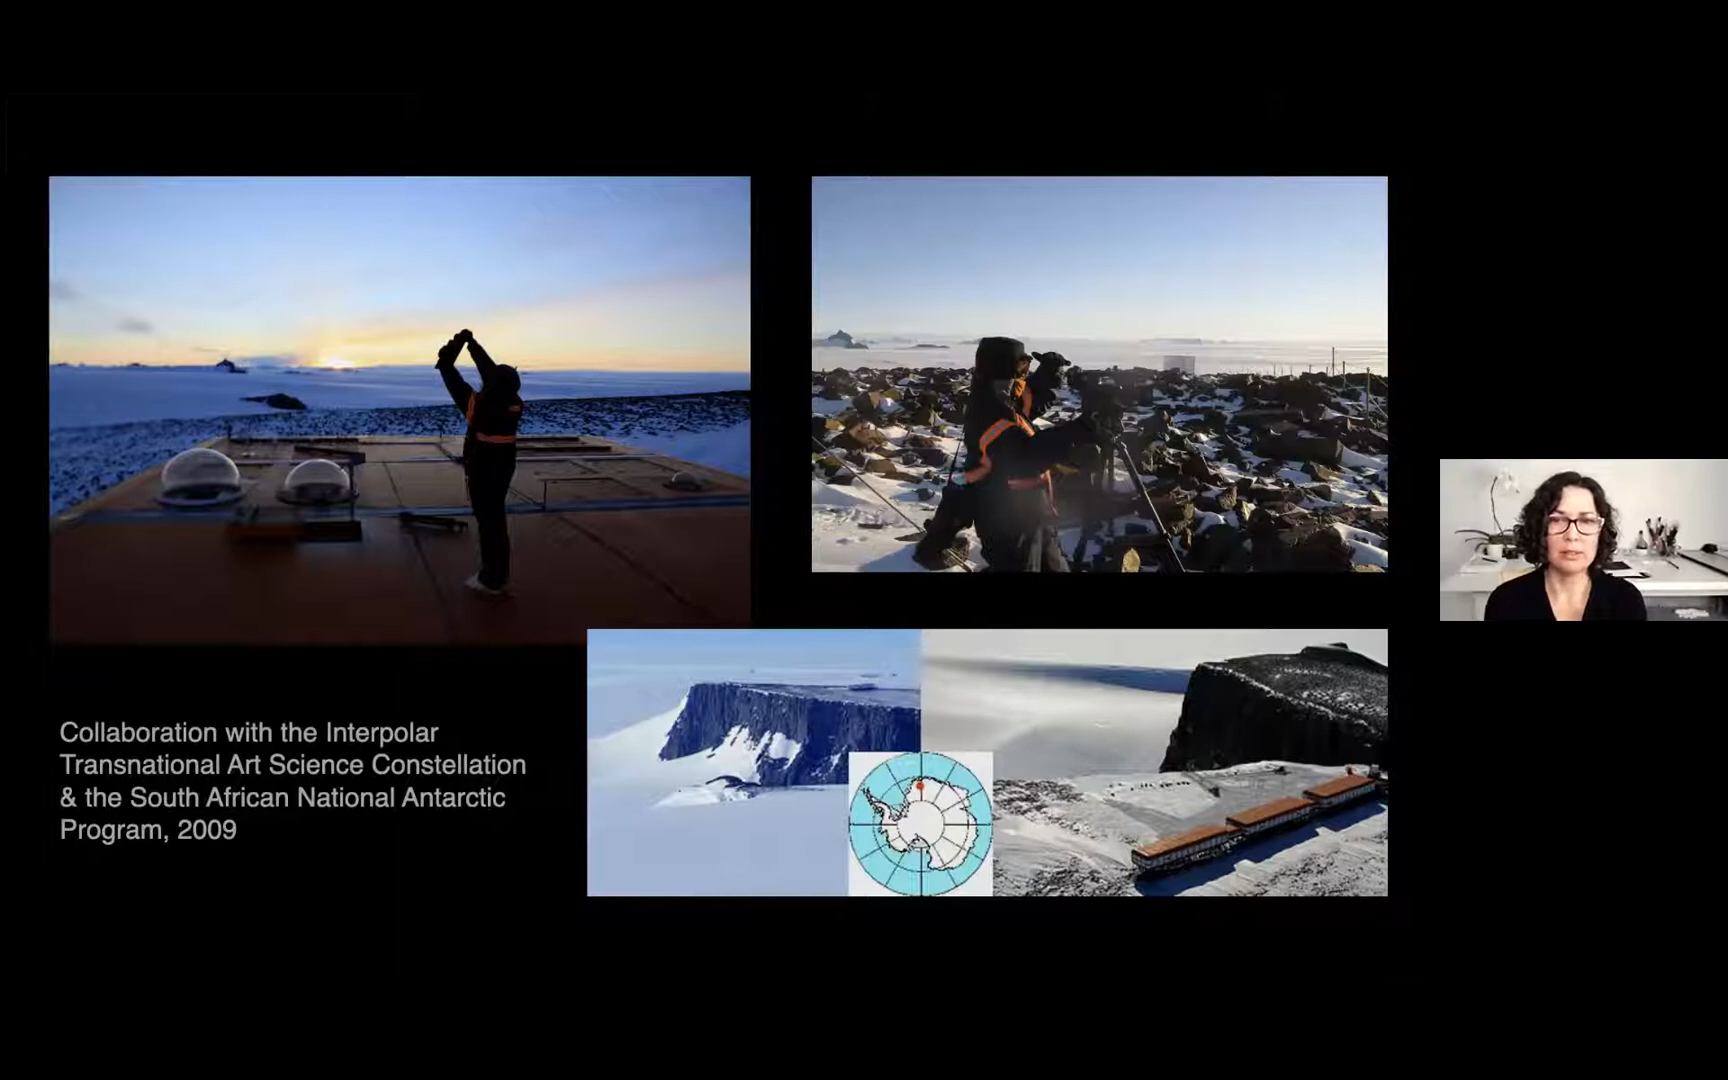 Collaboration with the Interpolar
Transnational Art Science Constellation
& the South African National Antarctic
Program, 2009